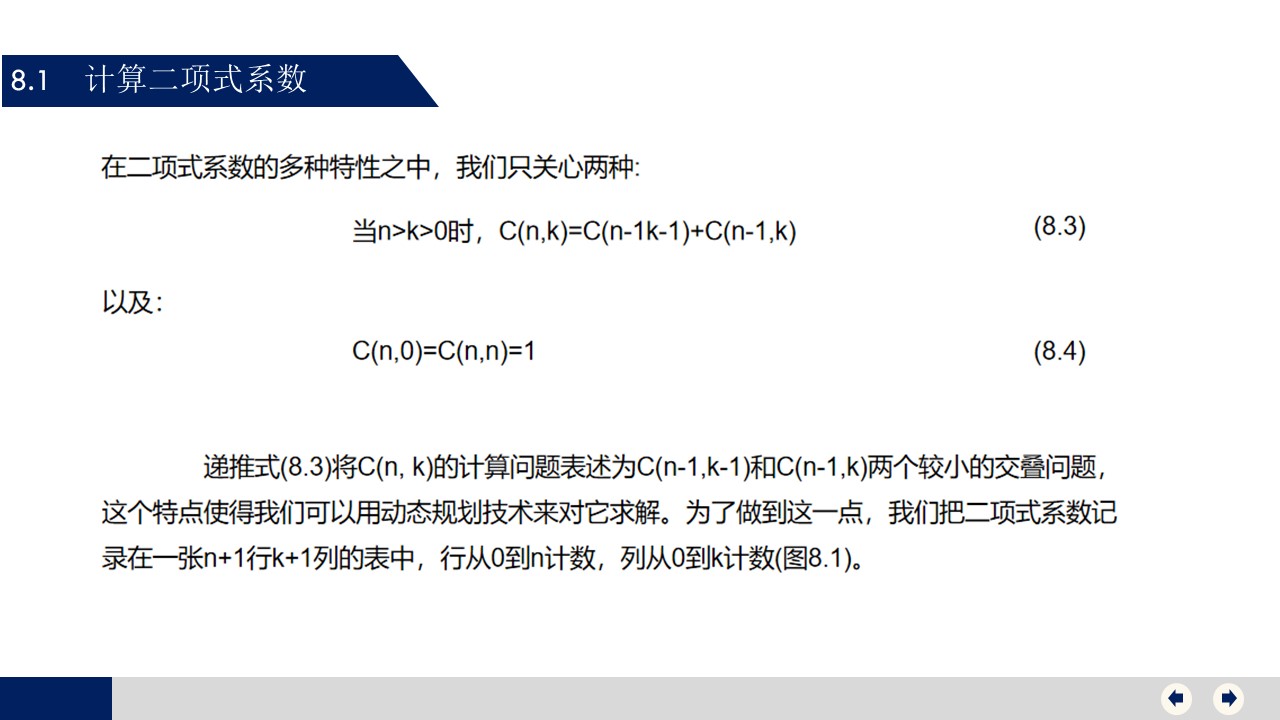 8.1 计算二项式系数
在二项式系数的多种特性之中，我们只关心两种:
当n>k>0时，C(n,k)=C(n-1k-1)+C(n-1,k) (8.3)
以及：
C(n,0)=C(n,n)=1 (8.4)
递推式(8.3)将C(n, k)的计算问题表述为C(n-1,k-1)和C(n-1,k)两个较小的交叠问题，
这个特点使得我们可以用动态规划技术来对它求解。为了做到这一点，我们把二项式系数记
录在一张n+1行k+1列的表中，行从0到n计数，列从0到k计数(图8.1)。